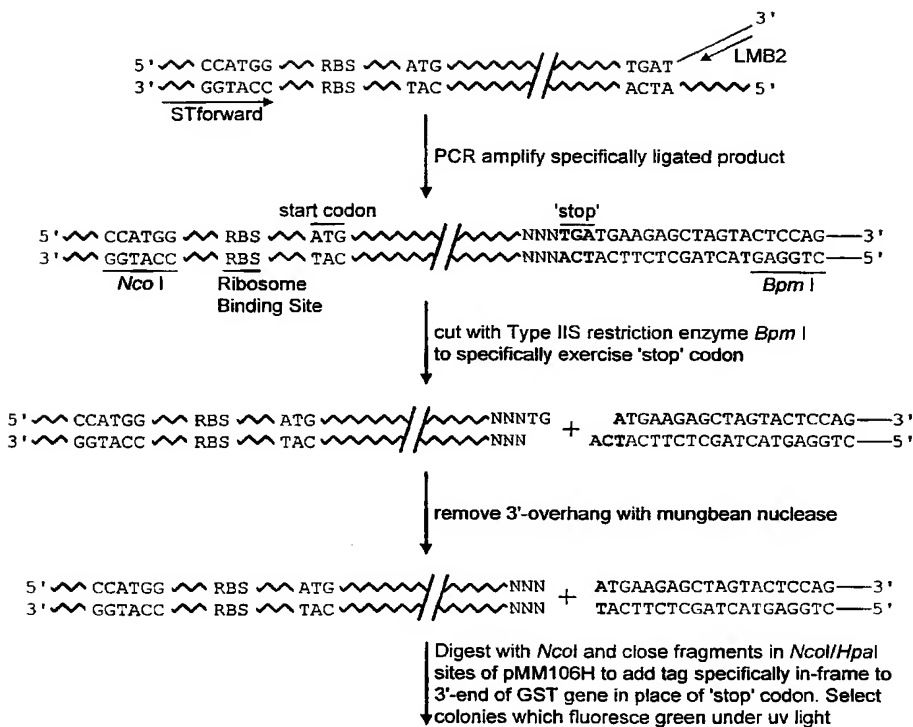 3'
LMB2
5' CCATGG RBS ATG TGAT
3' GGTACC RBS TAC ACTA 5'
STforward
PCR amplify specifically ligated product
start codon 'stop'
5' CCATGG RBS ATG NNNTGATGAAGAGCTAGTACTCCAG 3'
3' GGTACC RBS TAC NNNACTACTTCTCGATCATGAGGTC 5'
Nco I Ribosome Bpm I
Binding Site
cut with Type IIS restriction enzyme Bpm I
to specifically exercise 'stop' codon
5' CCATGG RBS ATG NNNTG + ATGAAGAGCTAGTACTCCAG 3'
3' GGTACC RBS TAC NNN ACTACTTCTCGATCATGAGGTC 5'
remove 3'-overhang with mungbean nuclease
5' CCATGG RBS ATG NNN + ATGAAGAGCTAGTACTCCAG 3'
3' GGTACC RBS TAC NNN TACTTCTCGATCATGAGGTC 5'
Digest with NcoI and close fragments in NcoI/HpaI
sites of pMM106H to add tag specifically in-frame to
3'-end of GST gene in place of 'stop' codon. Select
colonies which fluoresce green under uv light